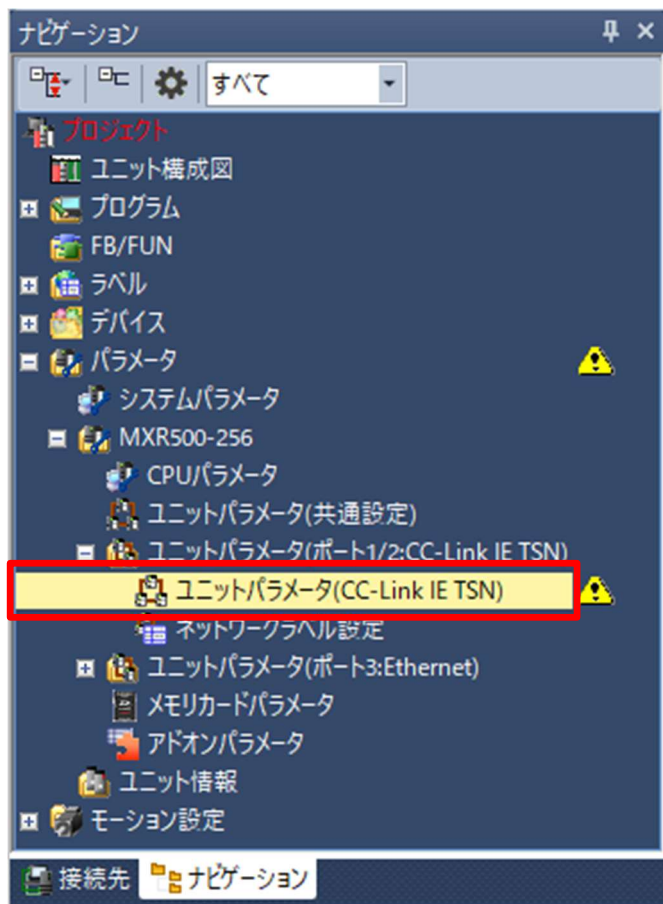 ナビゲーション
すべて
プロジェクト
ユニット構成図
プログラム
FB/FUN
ラベル
デバイス
パラメータ
システムパラメータ
MXR500-256
CPUパラメータ
ユニットパラメータ(共通設定)
ユニットパラメータ(ポート1/2:CC-Link IE TSN)
ユニットパラメータ(CC-Link IE TSN)
ネットワークラベル設定
ユニットパラメータ(ポート3:Ethernet)
メモリカードパラメータ
アドオンパラメータ
ユニット情報
モーション設定
接続先 ナビゲーション